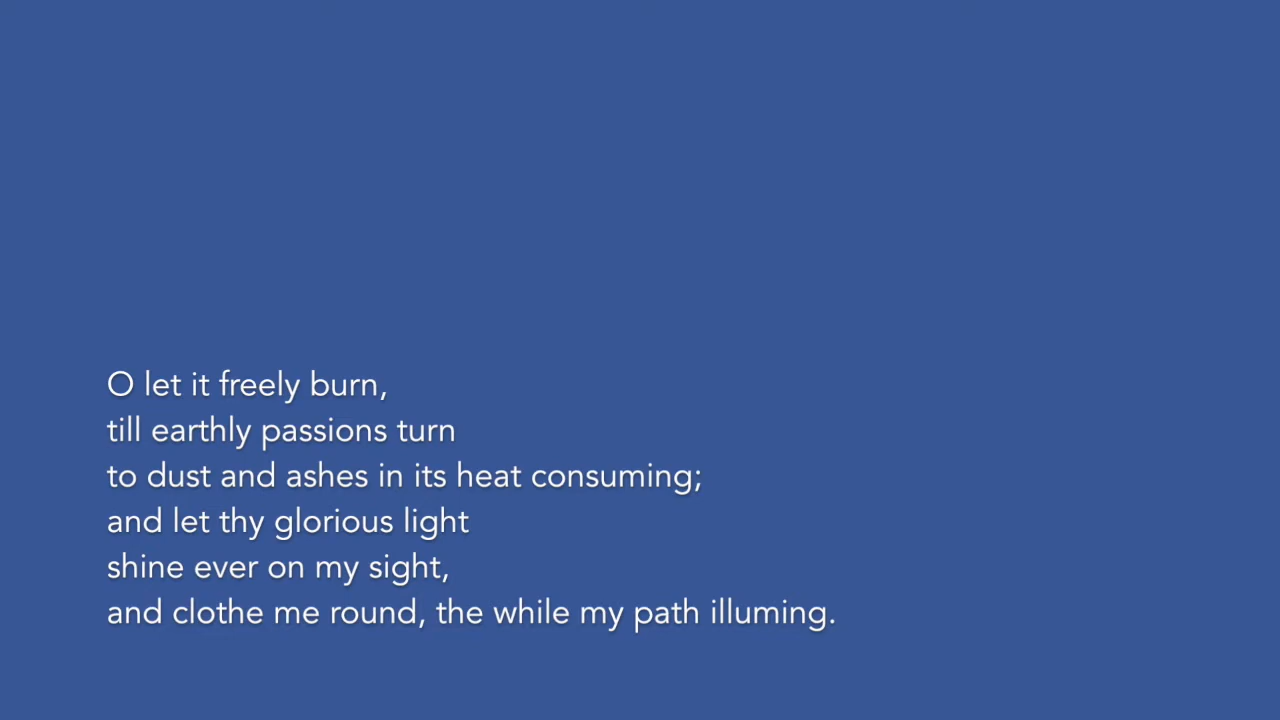 O let it freely burn,
till earthly passions turn
to dust and ashes in its heat consuming;
and let thy glorious light
shine ever on my sight,
and clothe me round, the while my path illuming.